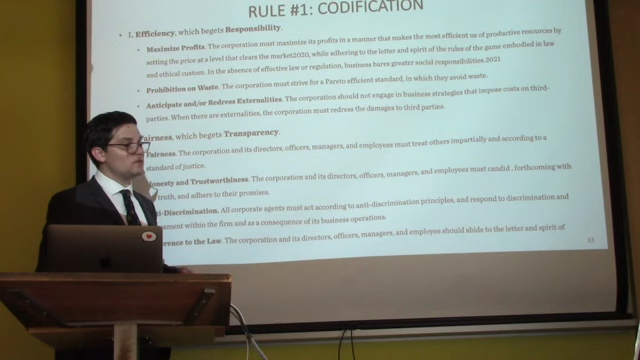 RULE #1: CODIFICATION
1. Efficiency, which begets Responsibility.
Maximize Profits. The corporation must maximize its profits in a manner that makes the most efficient use of productive resources by
setting the price at a level that clears the market2020, while adhering to the letter and spirit of the rules of the game embodied in law
and ethical custom. In the absence of effective law or regulation, business bares greater social responsibilities.2021
Prohibition on Waste. The corporation must strive for a Pareto efficient standard, in which they avoid waste.
Anticipate and/or Redress Externalities. The corporation should not engage in business strategies that impose costs on third-
parties. When there are externalities, the corporation must redress the damages to third parties.
Fairness, which begets Transparency.
Fairness. The corporation and its directors, officers, managers, and employees must treat others impartially and according to a
standard of justice.
Honesty and Trustworthiness. The corporation and its directors, officers, managers, and employees must candid, forthcoming with
truth, and adhere to their promises.
ti-Discrimination. All corporate agents must act according to anti-discrimination principles, and respond to discrimination and
ssment within the firm and as a consequence of its business operations.
erence to the Law. The corporation and its directors, officers, managers, and employee should abide to the letter and spirit of